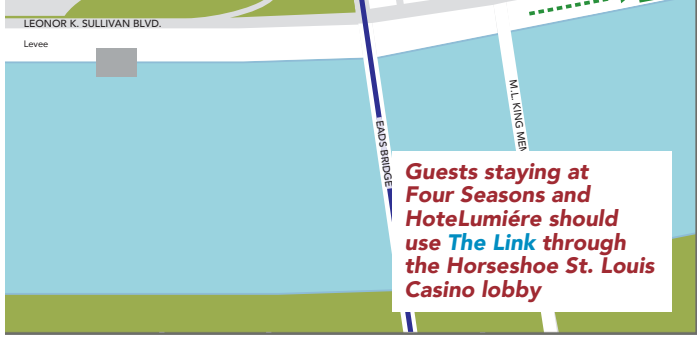 LEONOR K. SULLIVAN BLVD.
Levee
EADS BRIDGE
M.L. KING
Guests staying at
Four Seasons and
HoteLumiére should
use The Link through
the Horseshoe St. Louis
Casino lobby